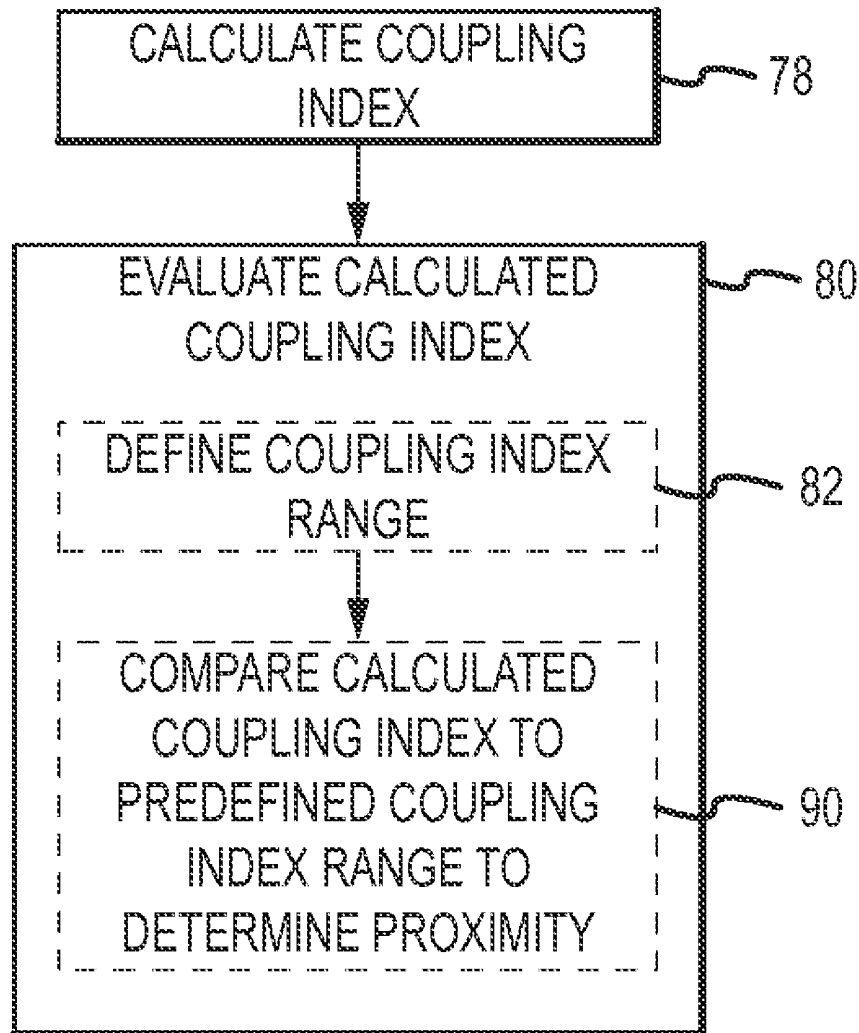 CALCULATE COUPLING
INDEX
78
EVALUATE CALCULATED
COUPLING INDEX
80
DEFINE COUPLING INDEX
RANGE
82
COMPARE CALCULATED
COUPLING INDEX TO
PREDEFINED COUPLING
INDEX RANGE TO
DETERMINE PROXIMITY
90